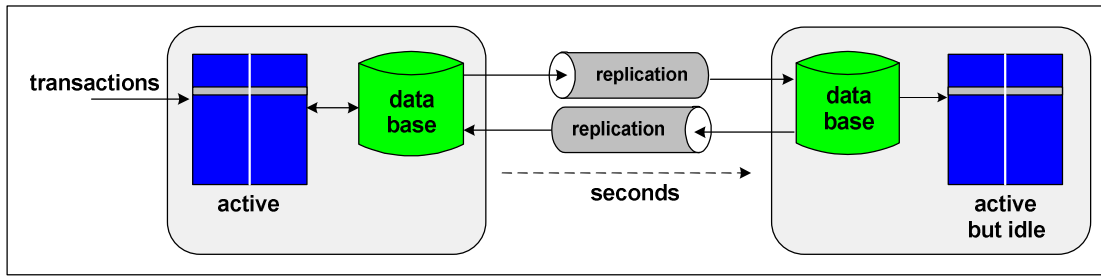 transactions
active
data
base
replication
replication
seconds
data
base
active
but idle